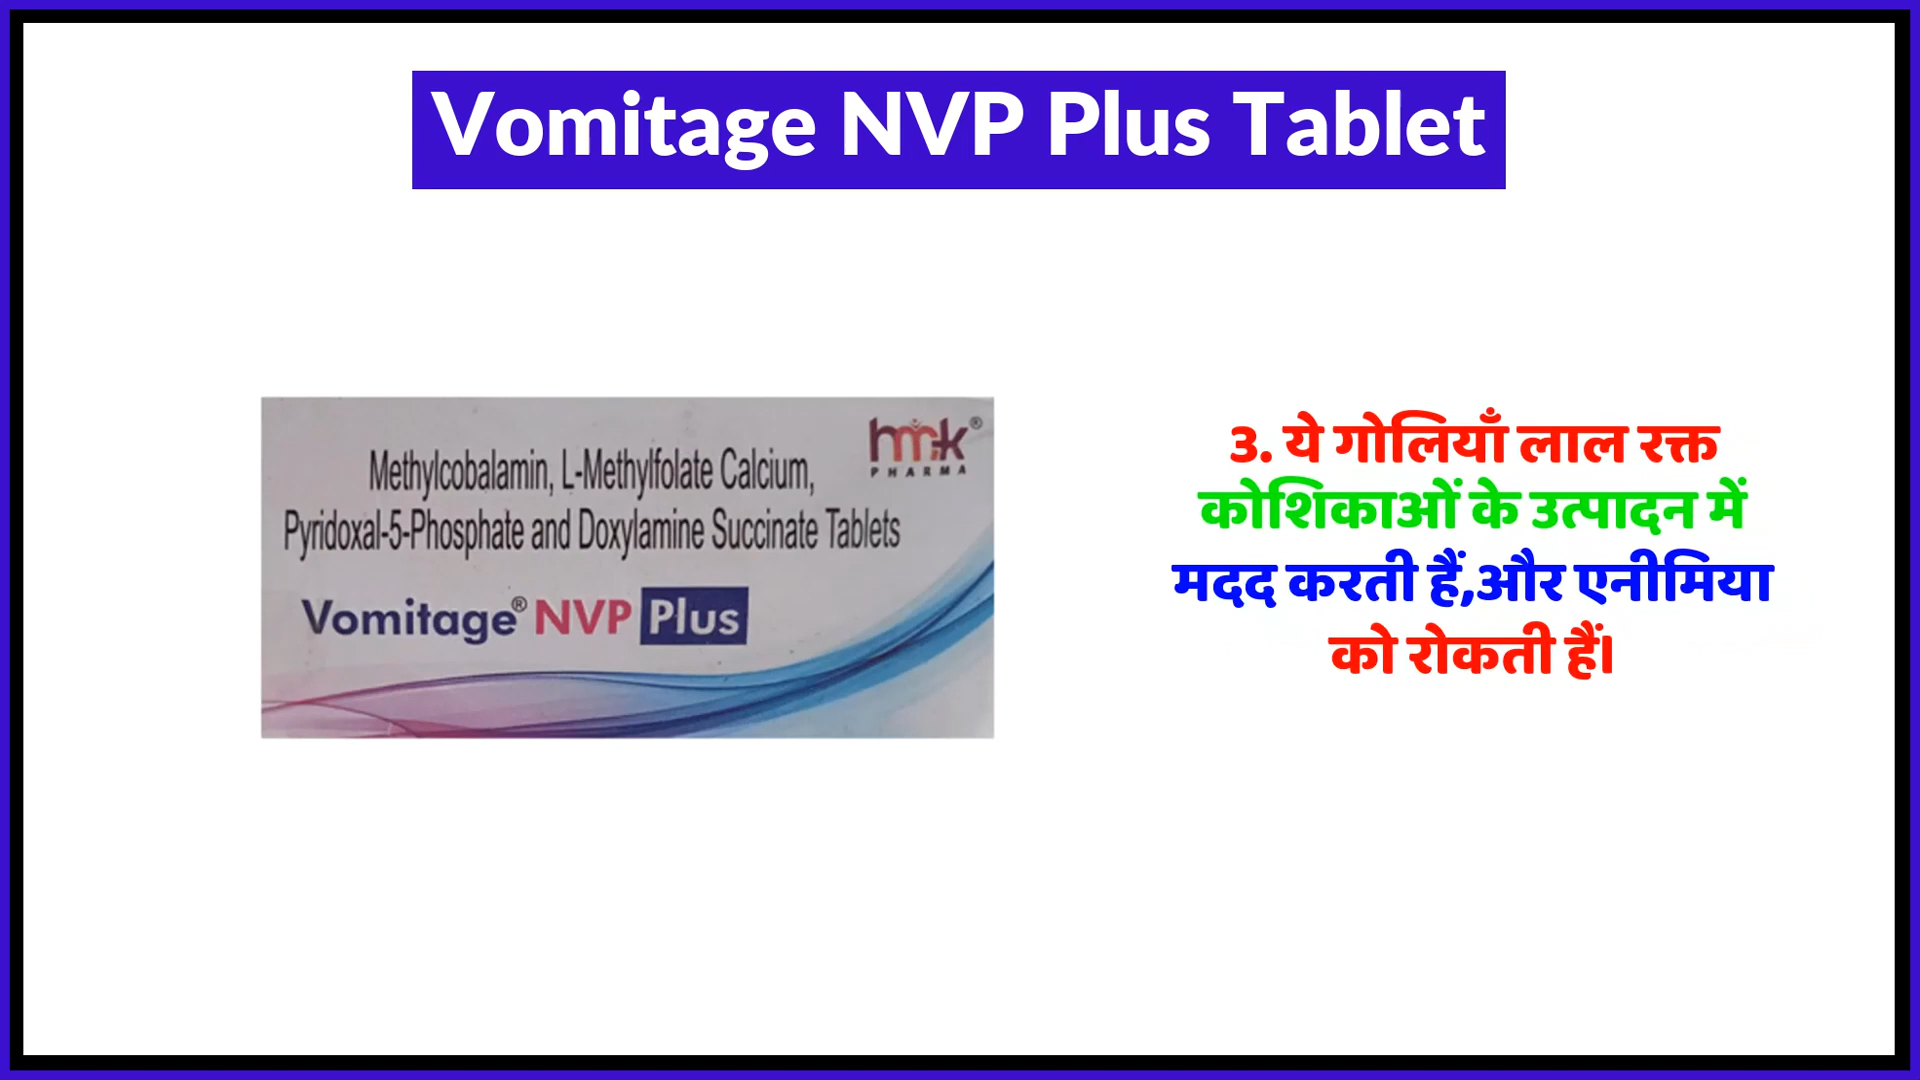 Vomitage NVP Plus Tablet
hmk®
PHARMA
Methylcobalamin, L-Methylfolate Calcium,
Pyridoxal-5-Phosphate and Doxylamine Succinate Tablets
Vomitage® NVP Plus
3. ये गोलियाँ लाल रक्त
कोशिकाओं के उत्पादन में
मदद करती हैं,और एनीमिया
को रोकती हैं।